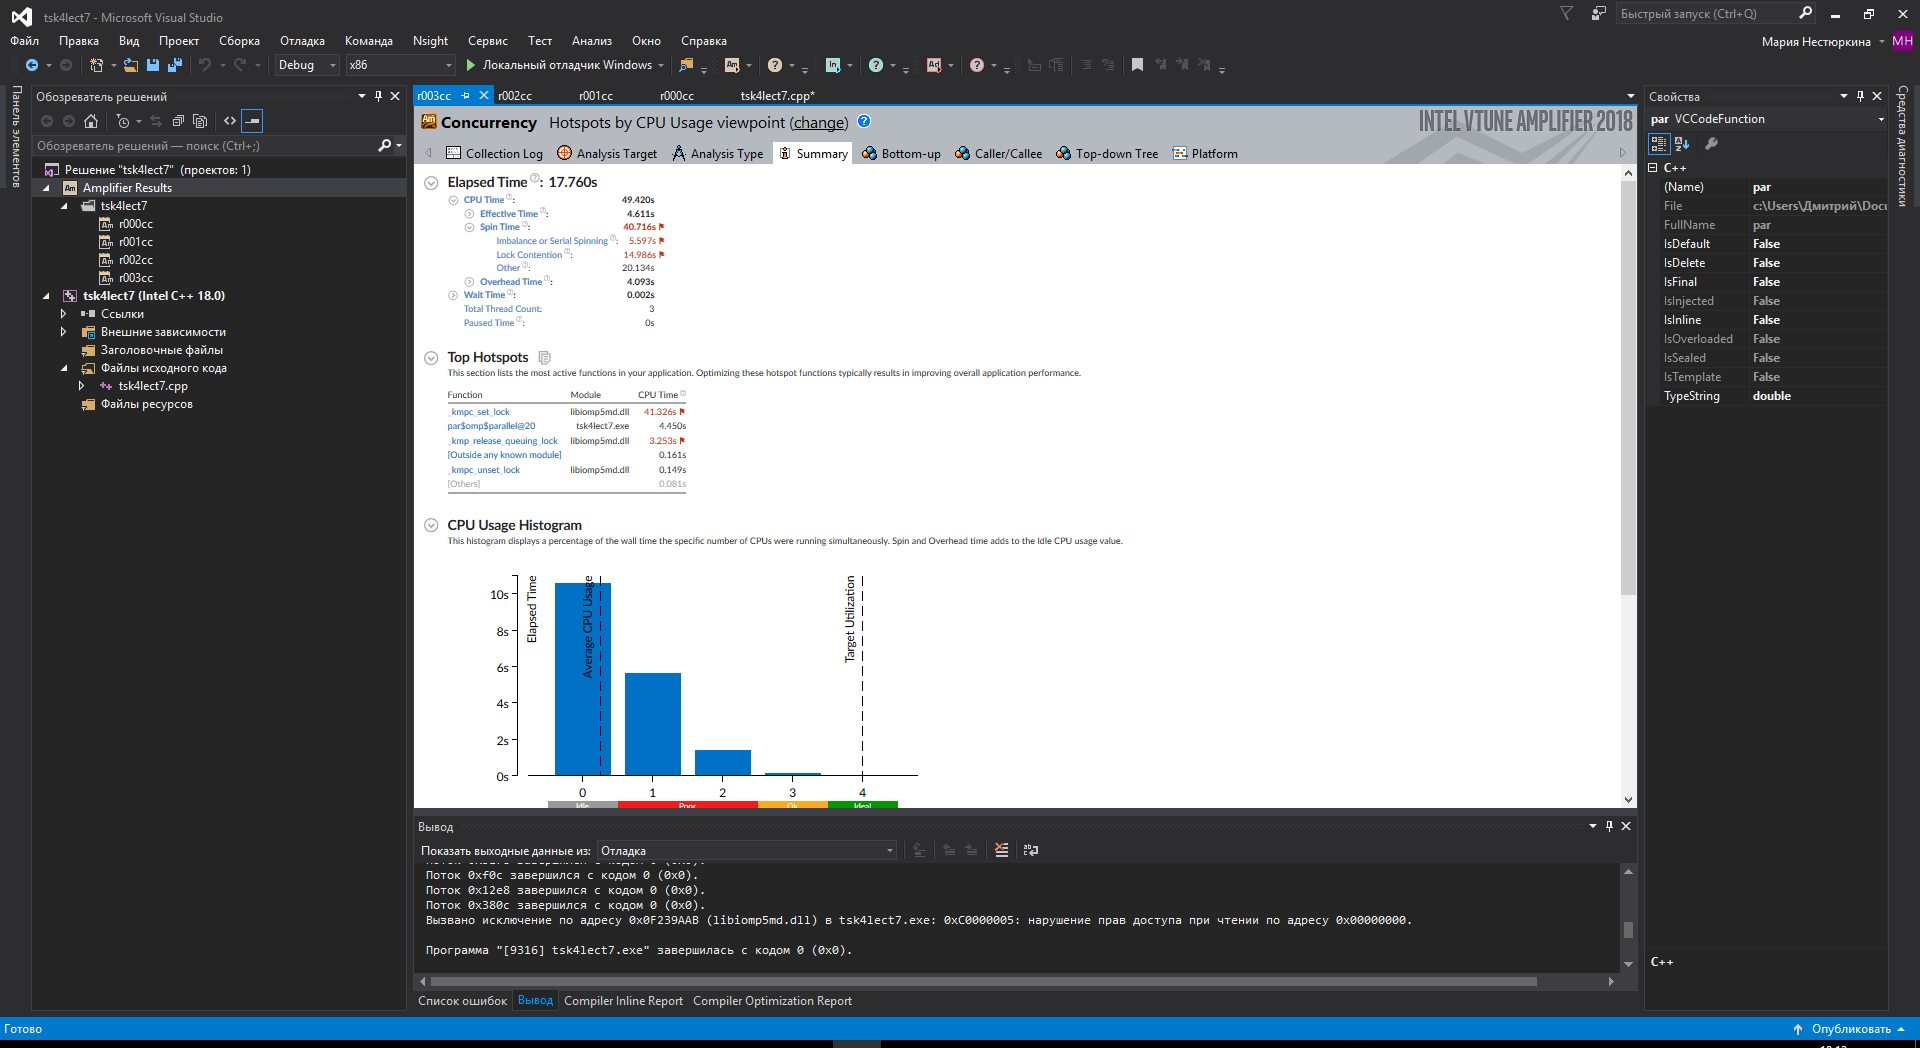 tsk4lect7 - Microsoft Visual Studio
Быстрый запуск (Ctrl+Q)
Файл Правка Вид Проект Сборка Отладка Команда Nsight Сервис Тест Анализ Окно Справка
Мария Нестюркина МН
Debug x86 Локальный отладчик Windows
Панель элементов
Обозреватель решений
Обозреватель решений — поиск (Ctrl+;)
Решение "tsk4lect7" (проектов: 1)
Amplifier Results
tsk4lect7
r000cc
r001cc
r002cc
r003cc
tsk4lect7 (Intel C++ 18.0)
Ссылки
Внешние зависимости
Заголовочные файлы
Файлы исходного кода
tsk4lect7.cpp
Файлы ресурсов
r003cc r002cc r001cc r000cc tsk4lect7.cpp*
Am Concurrency Hotspots by CPU Usage viewpoint (change) ?
INTEL VTUNE AMPLIFIER 2018
Collection Log Analysis Target Analysis Type Summary Bottom-up Caller/Callee Top-down Tree Platform
Elapsed Time ?: 17.760s
CPU Time ?: 49.420s
Effective Time ?: 4.611s
Spin Time ?: 40.716s
Imbalance or Serial Spinning ?: 5.597s
Lock Contention ?: 14.986s
Other ?: 20.134s
Overhead Time ?: 4.093s
Wait Time ?: 0.002s
Total Thread Count: 3
Paused Time ?: 0s
Top Hotspots
This section lists the most active functions in your application. Optimizing these hotspot functions typically results in improving overall application performance.
Function Module CPU Time ?
_kmpc_set_lock libiomp5md.dll 41.326s
par$omp$parallel@20 tsk4lect7.exe 4.450s
_kmp_release_queuing_lock libiomp5md.dll 3.253s
[Outside any known module] 0.161s
_kmpc_unset_lock libiomp5md.dll 0.149s
[Others] 0.081s
CPU Usage Histogram
This histogram displays a percentage of the wall time the specific number of CPUs were running simultaneously. Spin and Overhead time adds to the Idle CPU usage value.
Elapsed Time
Average CPU Usage
Target Utilization
10s
8s
6s
4s
2s
0s
0 1 2 3 4
Idle Poor Ok Ideal
Вывод
Показать выходные данные из: Отладка
Поток 0xf0c завершился с кодом 0 (0x0).
Поток 0x12e8 завершился с кодом 0 (0x0).
Поток 0x380c завершился с кодом 0 (0x0).
Вызвано исключение по адресу 0x0F239AAB (libiomp5md.dll) в tsk4lect7.exe: 0xC0000005: нарушение прав доступа при чтении по адресу 0x00000000.
Программа "[9316] tsk4lect7.exe" завершилась с кодом 0 (0x0).
Список ошибок Вывод Compiler Inline Report Compiler Optimization Report
Свойства
par VCCodeFunction
C++
(Name) par
File c:\Users\Дмитрий\Docu
FullName par
IsDefault False
IsDelete False
IsFinal False
IsInjected False
IsInline False
IsOverloaded False
IsSealed False
IsTemplate False
TypeString double
C++
Средства диагностики
Готово
Опубликовать